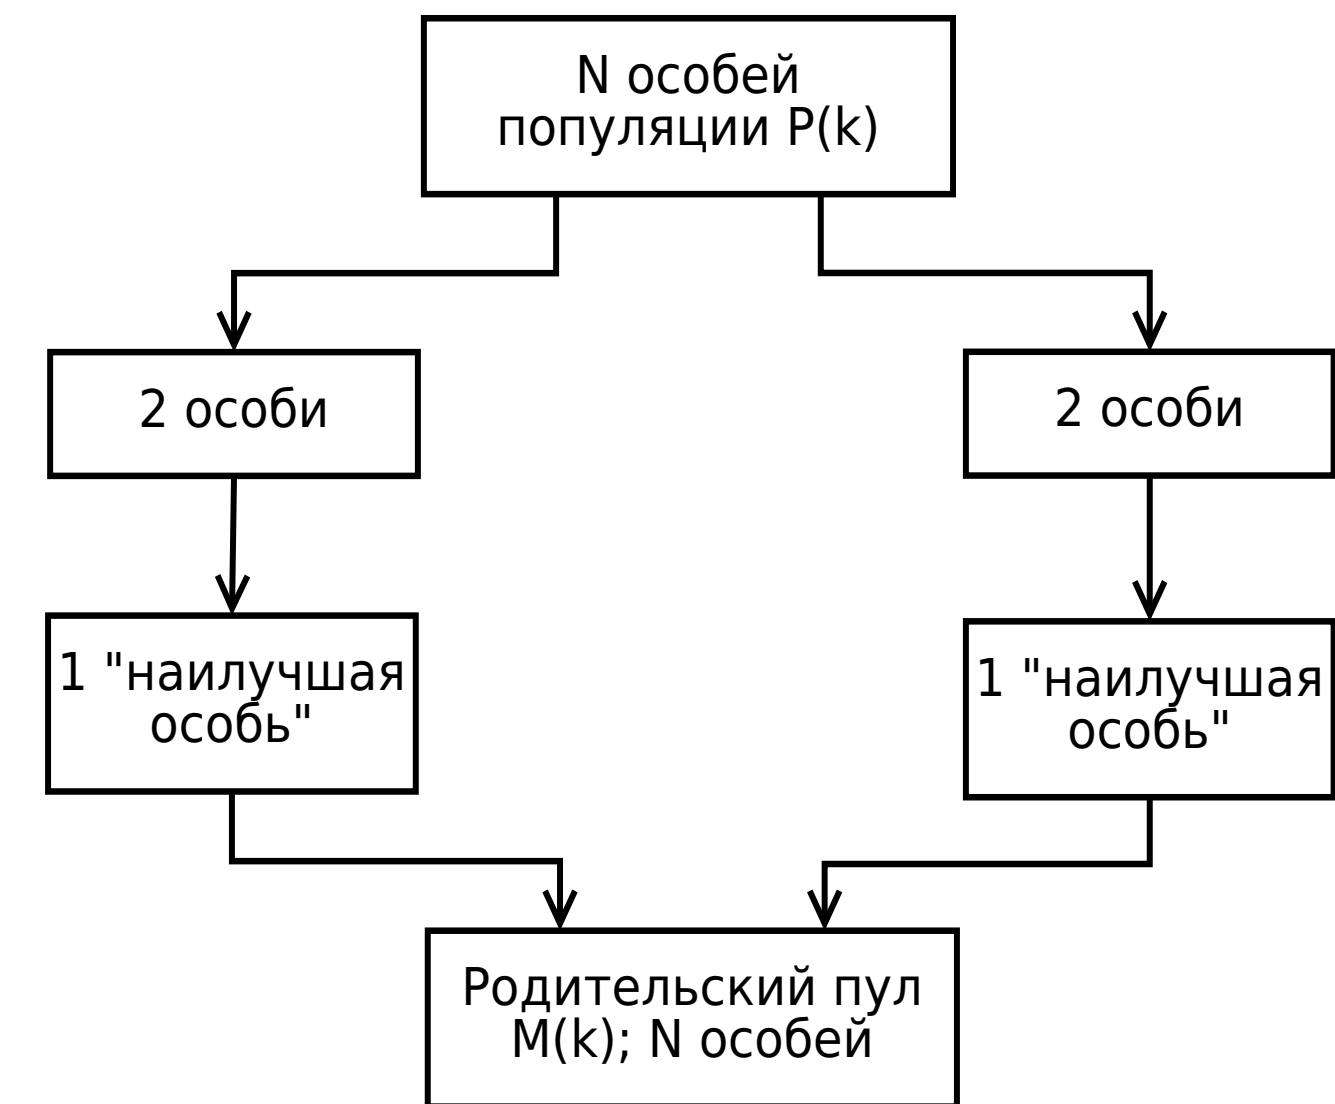 N особей
популяции P(k)
2 особи
2 особи
1 "наилучшая
особь"
1 "наилучшая
особь"
Родительский пул
M(k); N особей